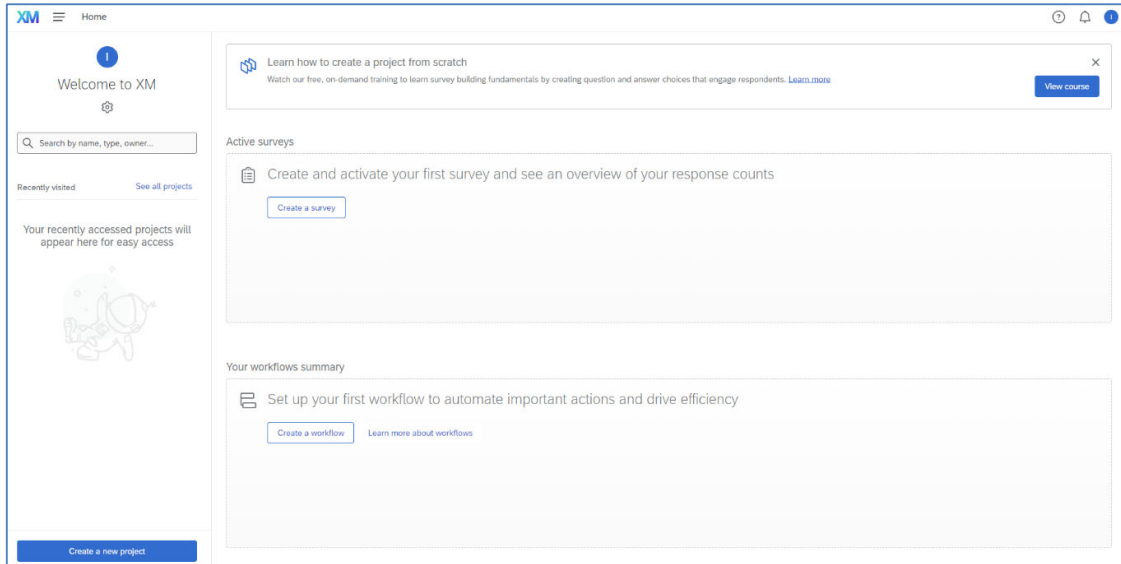 XM Home
I
I
Welcome to XM
Search by name, type, owner...
Recently visited See all projects
Your recently accessed projects will
appear here for easy access
Create a new project
Learn how to create a project from scratch
Watch our free, on-demand training to learn survey building fundamentals by creating question and answer choices that engage respondents. Learn more
View course
Active surveys
Create and activate your first survey and see an overview of your response counts
Create a survey
Your workflows summary
Set up your first workflow to automate important actions and drive efficiency
Create a workflow Learn more about workflows